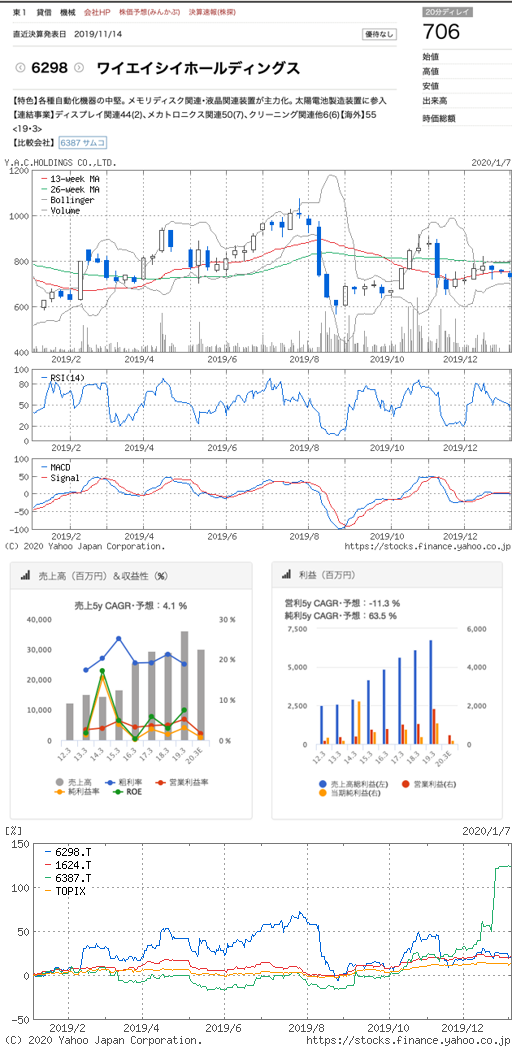 東1 貸借 機械 会社HP 株価予想(みんかぶ) 決算速報(株探)
20分ディレイ
直近決算発表日 2019/11/14
優待なし
706
6298 ワイエイシイホールディングス
始値
高値
安値
出来高
時価総額
【特色】各種自動化機器の中堅。メモリディスク関連・液晶関連装置が主力化。太陽電池製造装置に参入
【連結事業】ディスプレイ関連44(2)、メカトロニクス関連50(7)、クリーニング関連他6(6)【海外】55
<19・3>
【比較会社】6387 サムコ
Y.A.C.HOLDINGS CO.,LTD.
2020/1/7
1200
1000
800
600
400
13-week MA
26-week MA
Bollinger
Volume
2019/2 2019/4 2019/6 2019/8 2019/10 2019/12
100
80
60
40
20
0
RSI(14)
2019/2 2019/4 2019/6 2019/8 2019/10 2019/12
100
50
0
-50
-100
MACD
Signal
2019/2 2019/4 2019/6 2019/8 2019/10 2019/12
(C) 2020 Yahoo Japan Corporation.
https://stocks.finance.yahoo.co.jp
売上高（百万円）＆収益性（%）
売上5y CAGR・予想：4.1 %
40,000
30,000
20,000
10,000
0
30 %
20 %
10 %
0 %
12.3 13.3 14.3 15.3 16.3 17.3 18.3 19.3 20.3E
売上高 粗利率 営業利益率
純利益率 ROE
利益（百万円）
営利5y CAGR・予想：-11.3 %
純利5y CAGR・予想：63.5 %
7,500
5,000
2,500
0
6,000
4,000
2,000
0
12.3 13.3 14.3 15.3 16.3 17.3 18.3 19.3 20.3E
売上高総利益(左) 営業利益(右)
当期純利益(右)
[%]
2020/1/7
150
100
50
0
-50
6298.T
1624.T
6387.T
TOPIX
2019/2 2019/4 2019/6 2019/8 2019/10 2019/12
(C) 2020 Yahoo Japan Corporation.
https://stocks.finance.yahoo.co.jp